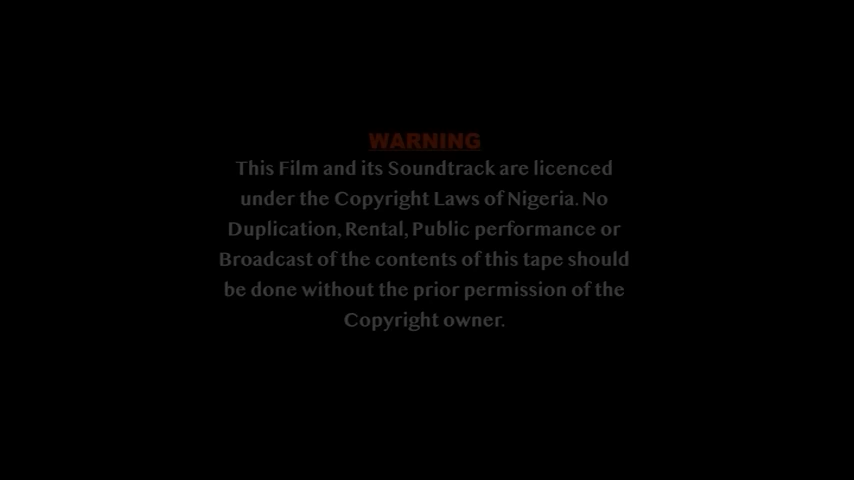 WARNING
This Film and its Soundtrack are licenced
under the Copyright Laws of Nigeria. No
Duplication, Rental, Public performance or
Broadcast of the contents of this tape should
be done without the prior permission of the
Copyright owner.